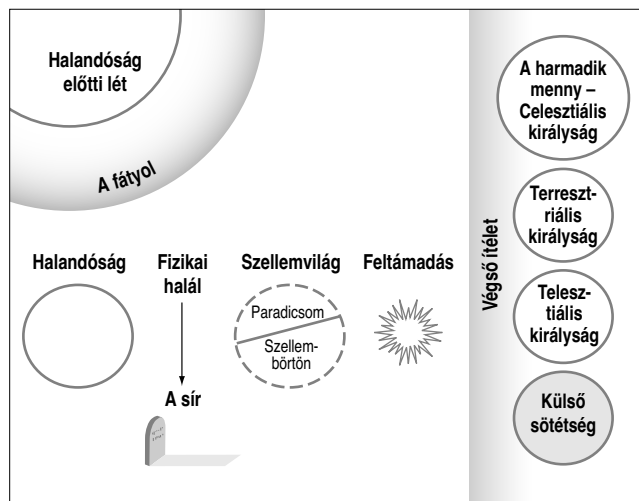 Halandóság
előtti lét
A fátyol
Halandóság
Fizikai
halál
A sír
Szellemvilág
Paradicsom
Szellem-
börtön
Feltámadás
Végső ítélet
A harmadik
menny –
Celesztiális
királyság
Terreszt-
riális
királyság
Telesz-
tiális
királyság
Külső
sötétség